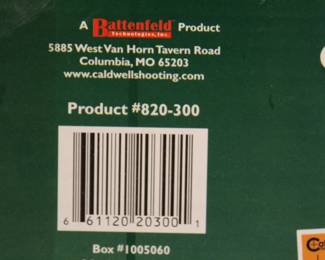 A Battenfeld Product
Technologies, Inc.
5885 West Van Horn Tavern Road
Columbia, MO 65203
www.caldwellshooting.com
Product #820-300
6 61120 20300 1
Box #1005060